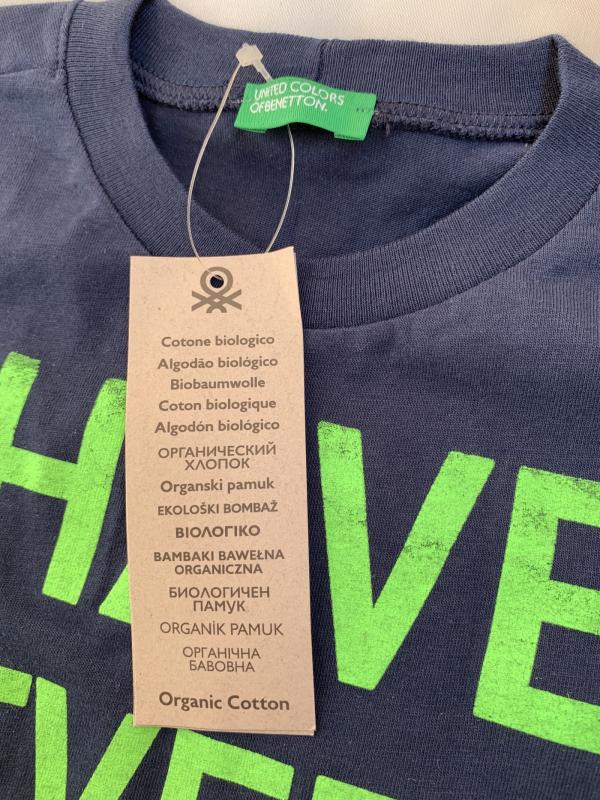 UNITED COLORS
OF BENETTON.
Cotone biologico
Algodão biológico
Biobaumwolle
Coton biologique
Algodón biológico
ОРГАНИЧЕСКИЙ
ХЛОПОК
Organski pamuk
EKOLOŠKI BOMBAŽ
ΒΙΟΛΟΓΙΚΟ
ΒΑΜΒΑΚΙ BAWEŁNA
ORGANICZNA
БИОЛОГИЧЕН
ПАМУК
ORGANİK PAMUK
ОРГАНІЧНА
БАВОВНА
Organic Cotton
HAVE